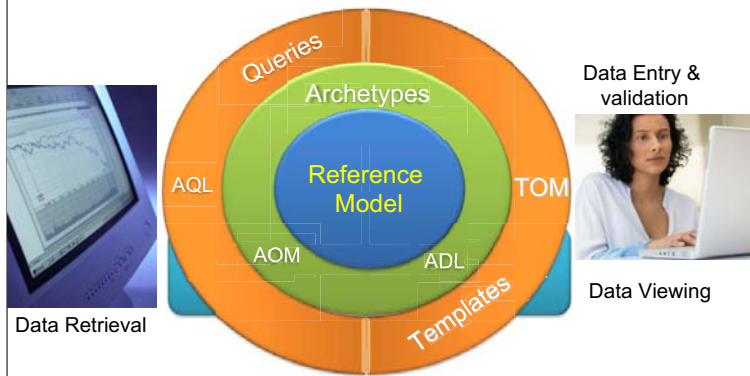 Queries
Archetypes
Reference
Model
AQL
TOM
AOM
ADL
Templates
Data Entry &
validation
Data Viewing
Data Retrieval